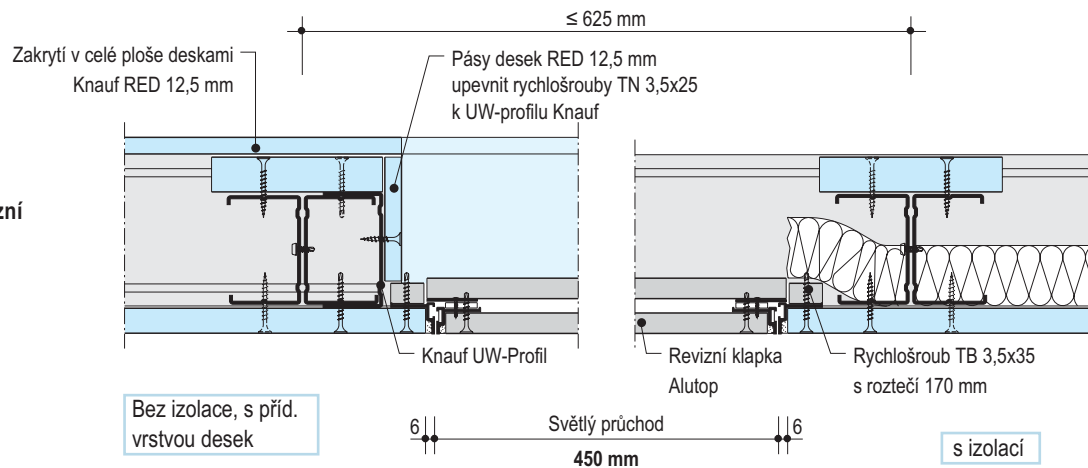 ≤ 625 mm
Zakrytí v celé ploše deskami
Knauf RED 12,5 mm
Pásy desek RED 12,5 mm
upevnit rychlošrouby TN 3,5x25
k UW-profilu Knauf
zní
Knauf UW-Profil
Revizní klapka
Alutop
Rychlošroub TB 3,5x35
s roztečí 170 mm
Bez izolace, s příd.
vrstvou desek
6 Světlý průchod 6
450 mm
s izolací